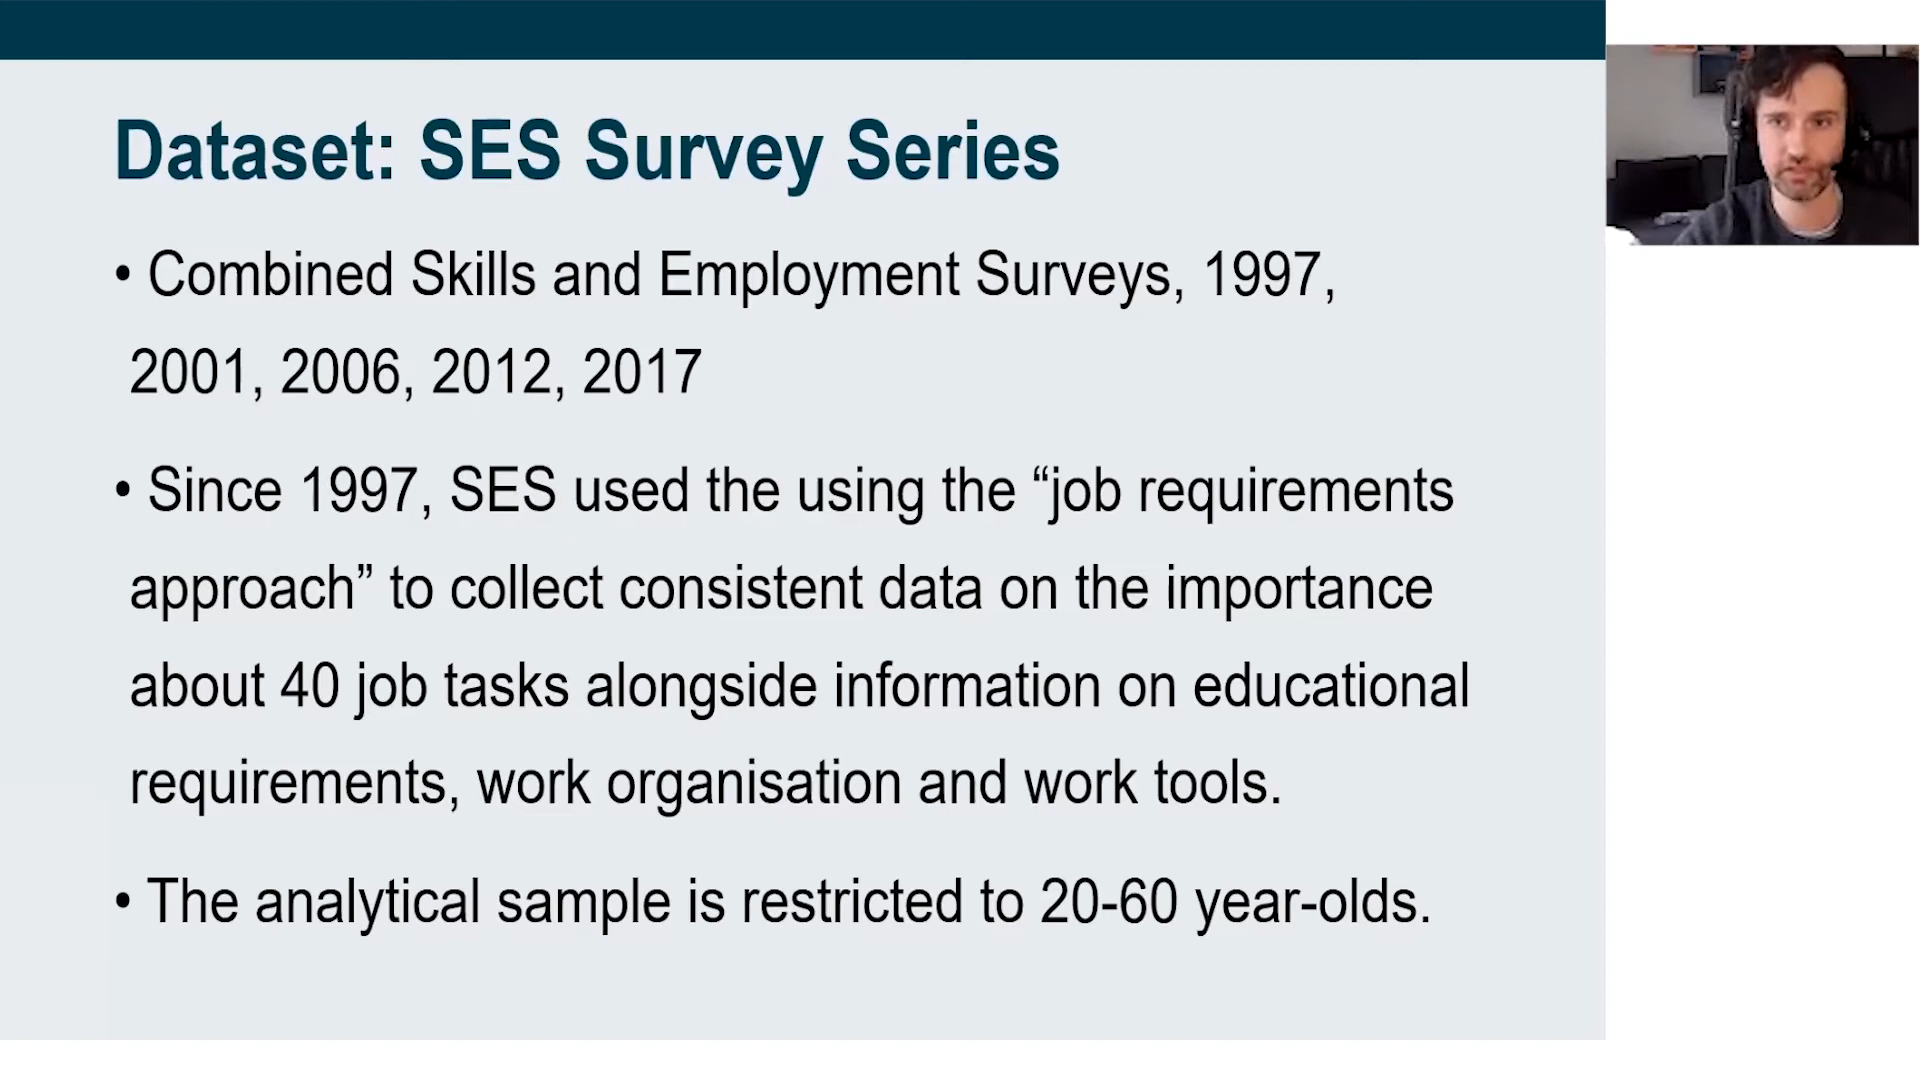 Dataset: SES Survey Series
• Combined Skills and Employment Surveys, 1997,
2001, 2006, 2012, 2017
• Since 1997, SES used the using the “job requirements
approach” to collect consistent data on the importance
about 40 job tasks alongside information on educational
requirements, work organisation and work tools.
• The analytical sample is restricted to 20-60 year-olds.